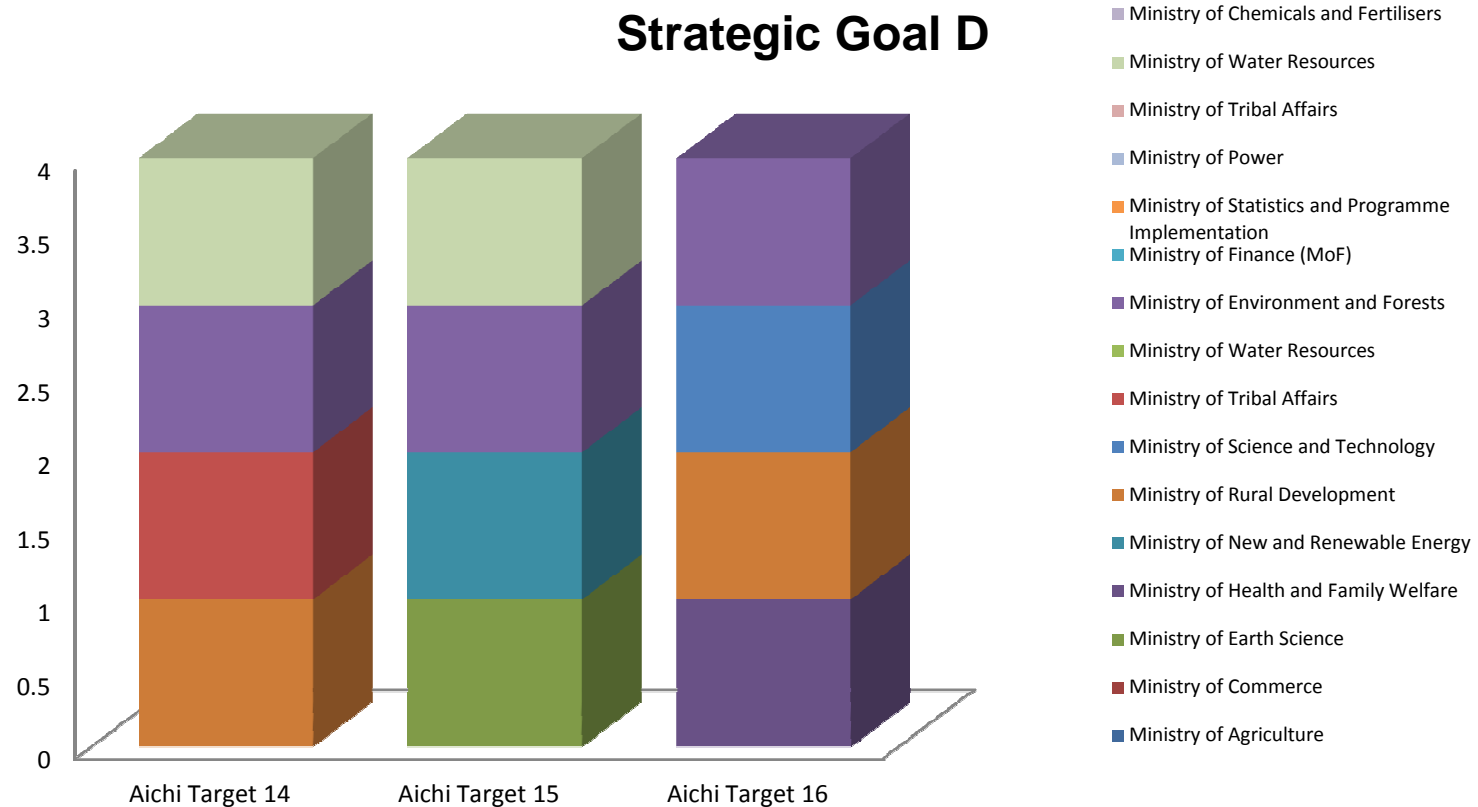 Strategic Goal D
4
3.5
3
2.5
2
1.5
1
0.5
0
Aichi Target 14
Aichi Target 15
Aichi Target 16
Ministry of Chemicals and Fertilisers
Ministry of Water Resources
Ministry of Tribal Affairs
Ministry of Power
Ministry of Statistics and Programme
Implementation
Ministry of Finance (MoF)
Ministry of Environment and Forests
Ministry of Water Resources
Ministry of Tribal Affairs
Ministry of Science and Technology
Ministry of Rural Development
Ministry of New and Renewable Energy
Ministry of Health and Family Welfare
Ministry of Earth Science
Ministry of Commerce
Ministry of Agriculture